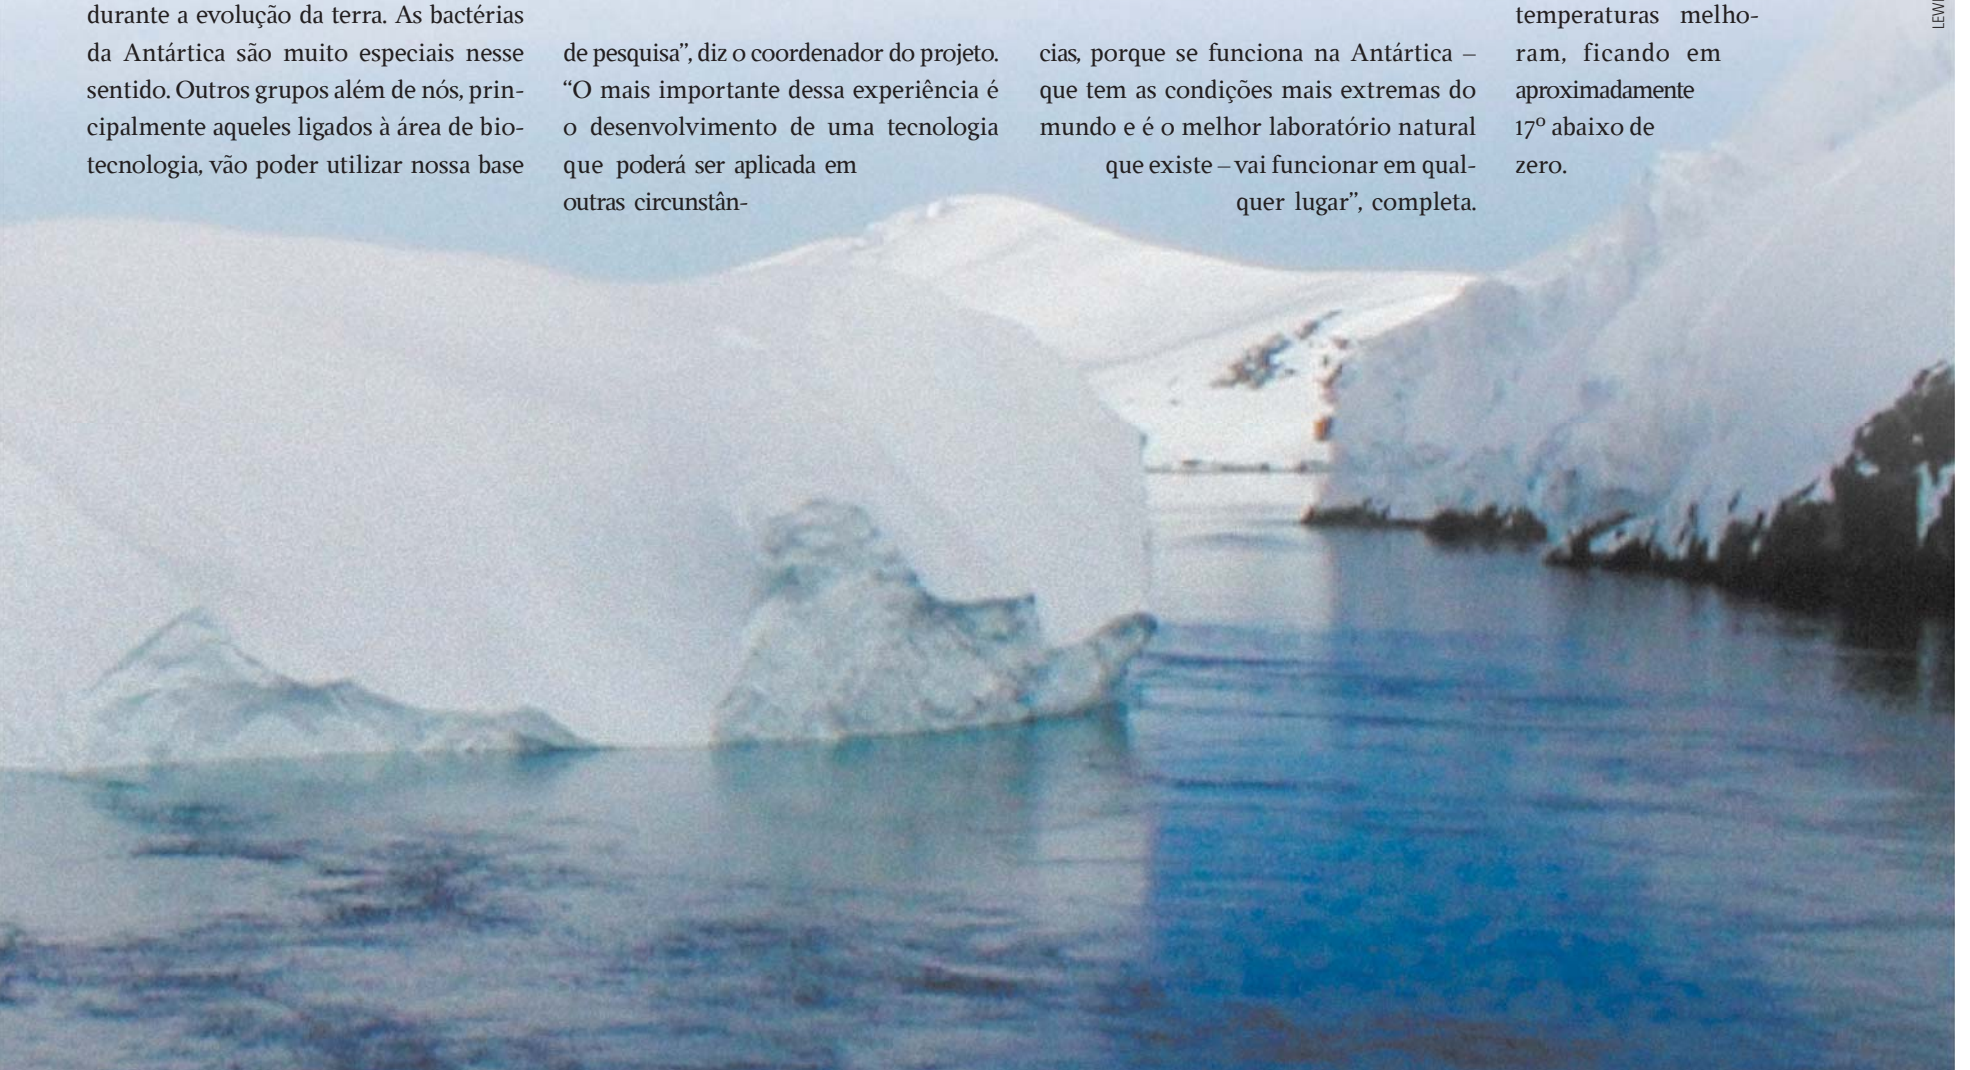 durante a evolução da terra. As bactérias
da Antártica são muito especiais nesse
sentido. Outros grupos além de nós, prin-
cipalmente aqueles ligados à área de bio-
tecnologia, vão poder utilizar nossa base
de pesquisa”, diz o coordenador do projeto.
“O mais importante dessa experiência é
o desenvolvimento de uma tecnologia
que poderá ser aplicada em
outras circunstân-
cias, porque se funciona na Antártica –
que tem as condições mais extremas do
mundo e é o melhor laboratório natural
que existe – vai funcionar em qual-
quer lugar”, completa.
temperaturas melho-
ram, ficando em
aproximadamente
17º abaixo de
zero.